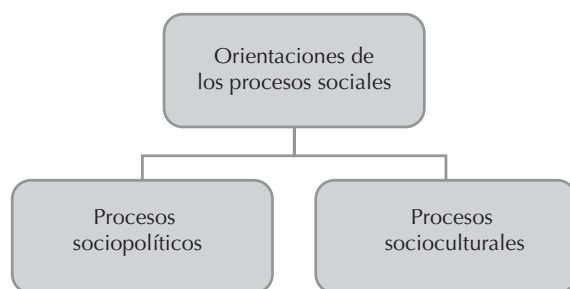 Orientaciones de
los procesos sociales
Procesos
sociopolíticos
Procesos
socioculturales